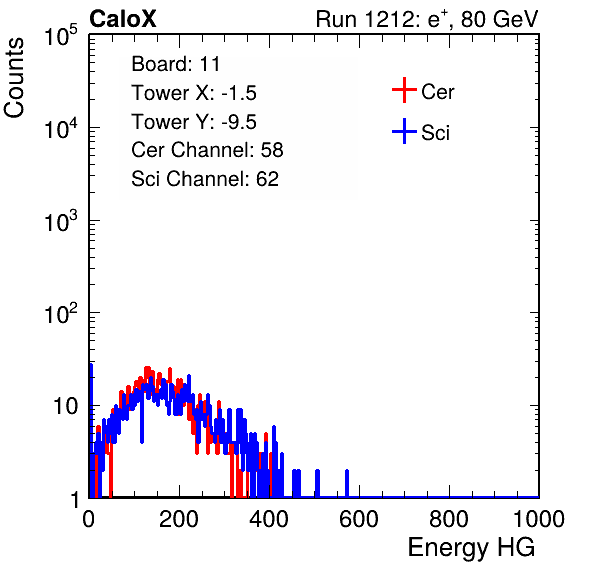 CaloX Run 1212: e⁺, 80 GeV
Counts
10⁵
10⁴
10³
10²
10
1
Board: 11
Tower X: -1.5
Tower Y: -9.5
Cer Channel: 58
Sci Channel: 62
Cer
Sci
0 200 400 600 800 1000
Energy HG